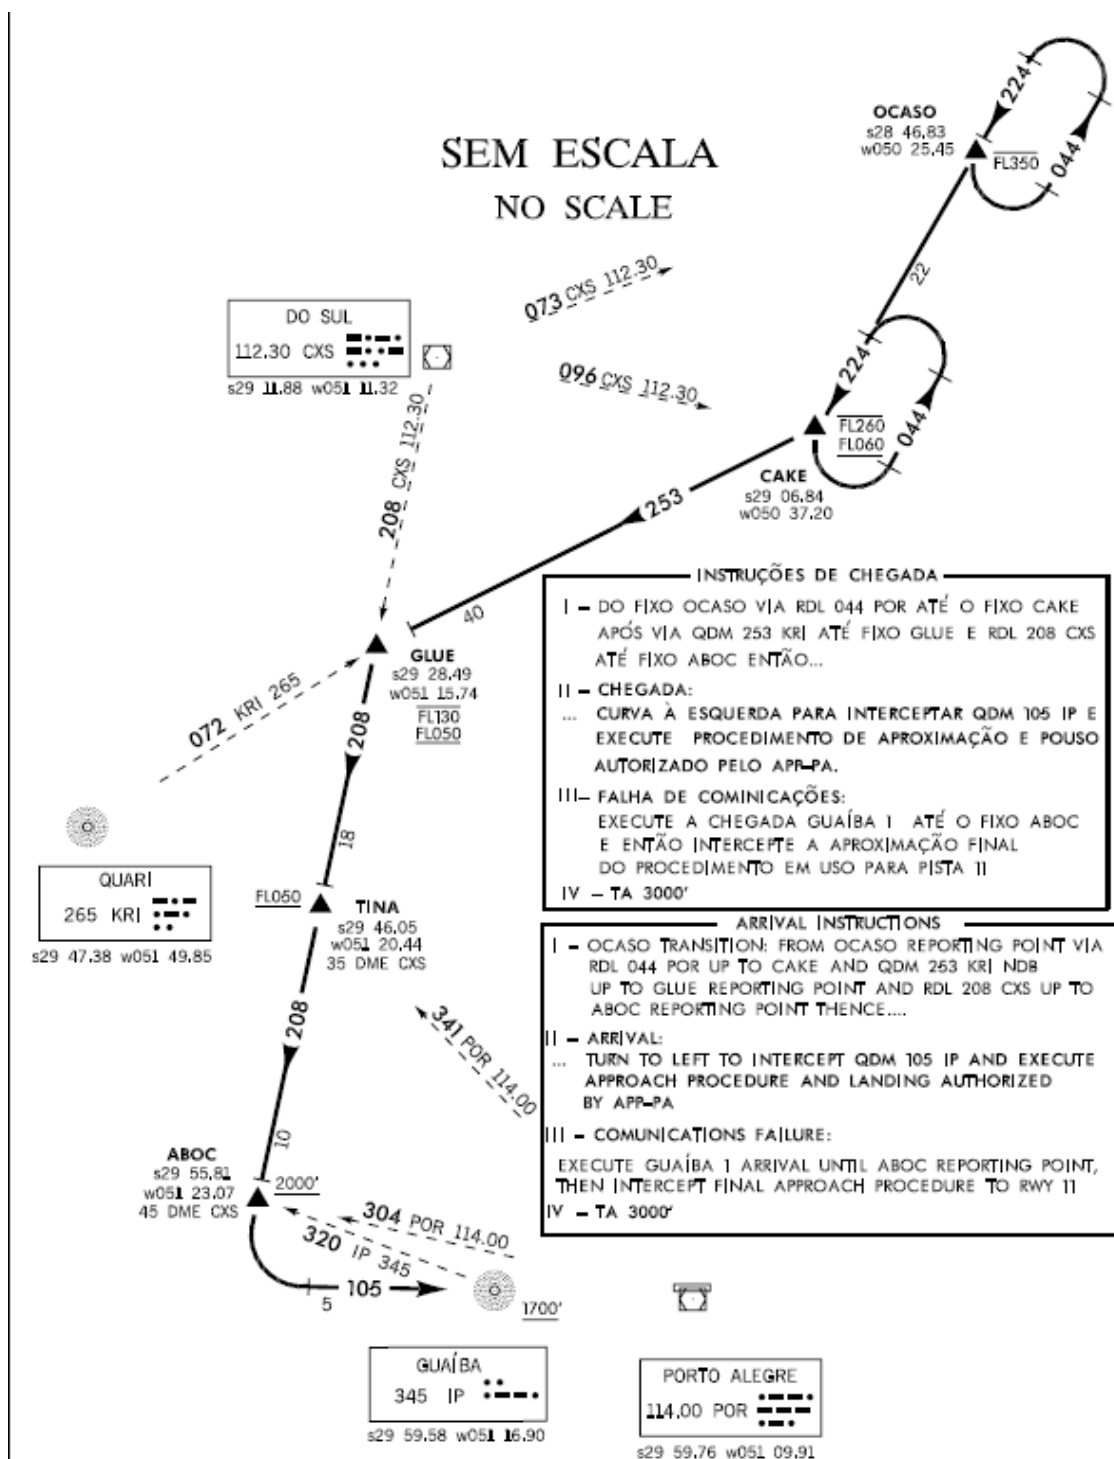 OCASO
s28 46.83
w050 25.45
FL350
224
044
SEM ESCALA
NO SCALE
22
073 CXS 112.30
DO SUL
112.30 CXS
s29 11.88 w051 11.32
096 CXS 112.30
224
044
FL260
FL060
CAKE
s29 06.84
w050 37.20
208 CXS 112.30
253
40
GLUE
s29 28.49
w051 15.74
FL130
FL050
072 KRI 265
208
18
QUARI
265 KRI
s29 47.38 w051 49.85
FL050
TINA
s29 46.05
w051 20.44
35 DME CXS
208
341 POR 114.00
10
ABOC
s29 55.81
w051 23.07
45 DME CXS
2000'
304 POR 114.00
320 IP 345
105
5
1700'
GUAÍBA
345 IP
s29 59.58 w051 16.90
PORTO ALEGRE
114.00 POR
s29 59.76 w051 09.91
INSTRUÇÕES DE CHEGADA
I - DO FIXO OCASO VIA RDL 044 POR ATÉ O FIXO CAKE
APÓS VIA QDM 253 KRI ATÉ FIXO GLUE E RDL 208 CXS
ATÉ FIXO ABOC ENTÃO...
II - CHEGADA:
... CURVA À ESQUERDA PARA INTERCEPTAR QDM 105 IP E
EXECUTE PROCEDIMENTO DE APROXIMAÇÃO E POUSO
AUTORIZADO PELO APP-PA.
III- FALHA DE COMINICAÇÕES:
EXECUTE A CHEGADA GUAÍBA 1 ATÉ O FIXO ABOC
E ENTÃO INTERCEPTE A APROXIMAÇÃO FINAL
DO PROCEDIMENTO EM USO PARA PISTA 11
IV - TA 3000'
ARRIVAL INSTRUCTIONS
I - OCASO TRANSITION: FROM OCASO REPORTING POINT VIA
RDL 044 POR UP TO CAKE AND QDM 253 KRI NDB
UP TO GLUE REPORTING POINT AND RDL 208 CXS UP TO
ABOC REPORTING POINT THENCE....
II - ARRIVAL:
... TURN TO LEFT TO INTERCEPT QDM 105 IP AND EXECUTE
APPROACH PROCEDURE AND LANDING AUTHORIZED
BY APP-PA
III - COMUNICATIONS FAILURE:
EXECUTE GUAÍBA 1 ARRIVAL UNTIL ABOC REPORTING POINT,
THEN INTERCEPT FINAL APPROACH PROCEDURE TO RWY 11
IV - TA 3000'